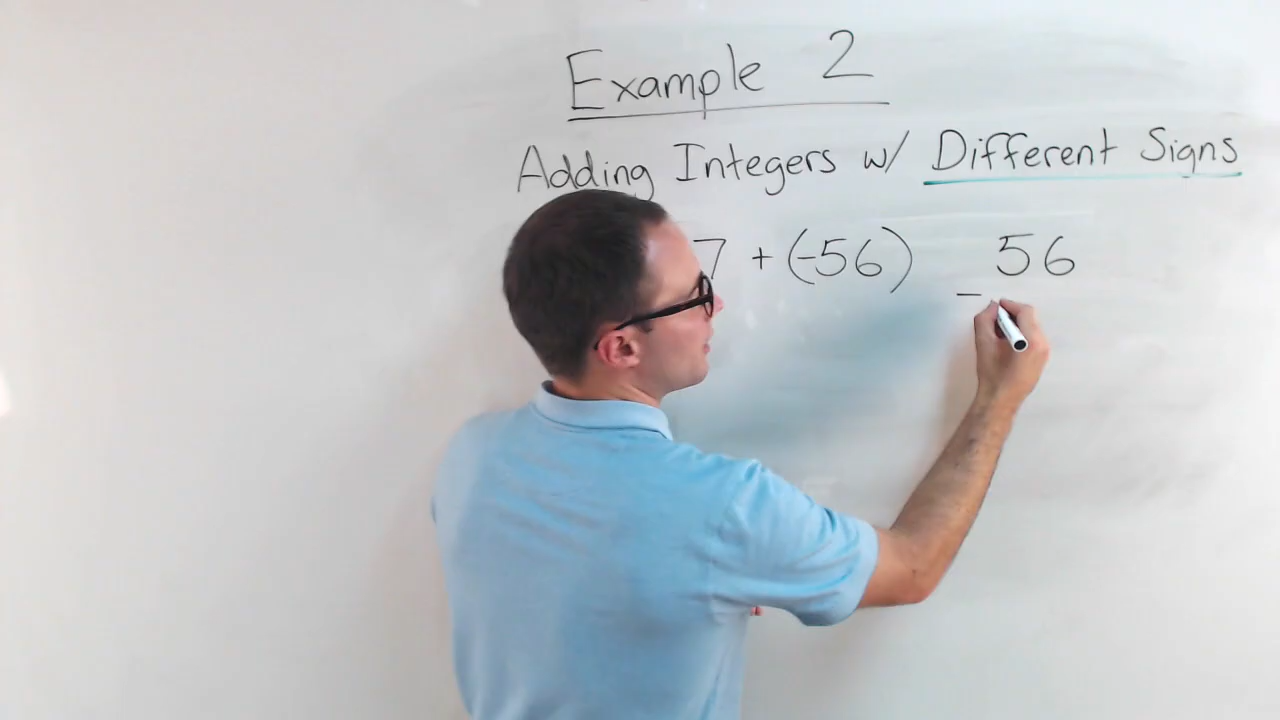 Example 2
Adding Integers w/ Different Signs
7 + (-56) 56
-